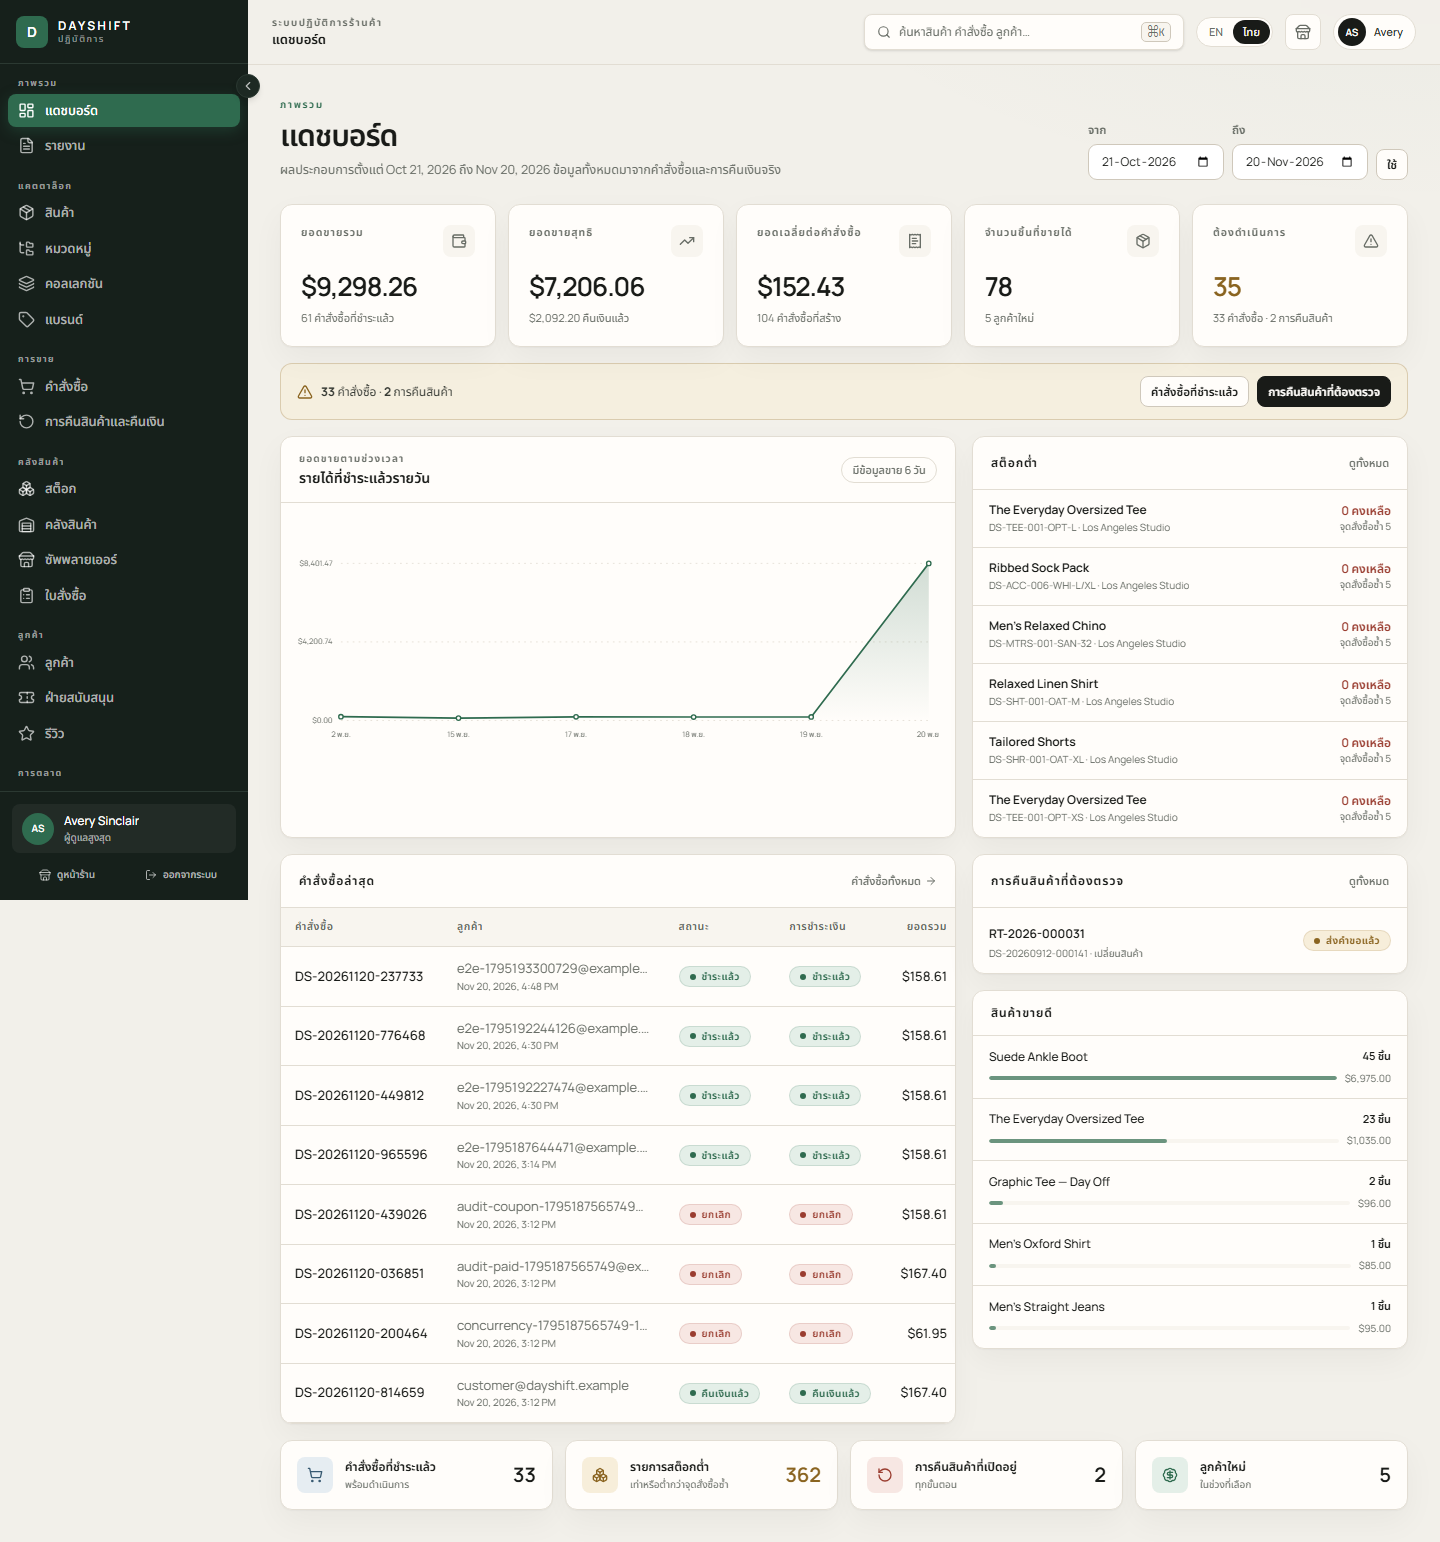 D
DAYSHIFT
ปฏิบัติการ
ภาพรวม
แดชบอร์ด
รายงาน
แคตตาล็อก
สินค้า
หมวดหมู่
คอลเลกชัน
แบรนด์
การขาย
คำสั่งซื้อ
การคืนสินค้าและคืนเงิน
คลังสินค้า
สต็อก
คลังสินค้า
ซัพพลายเออร์
ใบสั่งซื้อ
ลูกค้า
ลูกค้า
ฝ่ายสนับสนุน
รีวิว
การตลาด
AS
Avery Sinclair
ผู้ดูแลสูงสุด
ดูหน้าร้าน
ออกจากระบบ
ระบบปฏิบัติการร้านค้า
แดชบอร์ด
ค้นหาสินค้า คำสั่งซื้อ ลูกค้า...
⌘K
EN
ไทย
AS
Avery
ภาพรวม
แดชบอร์ด
ผลประกอบการตั้งแต่ Oct 21, 2026 ถึง Nov 20, 2026 ข้อมูลทั้งหมดมาจากคำสั่งซื้อและการคืนเงินจริง
จาก
21-Oct-2026
ถึง
20-Nov-2026
ใช้
ยอดขายรวม
$9,298.26
61 คำสั่งซื้อที่ชำระแล้ว
ยอดขายสุทธิ
$7,206.06
$2,092.20 คืนเงินแล้ว
ยอดเฉลี่ยต่อคำสั่งซื้อ
$152.43
104 คำสั่งซื้อที่สร้าง
จำนวนชิ้นที่ขายได้
78
5 ลูกค้าใหม่
ต้องดำเนินการ
35
33 คำสั่งซื้อ · 2 การคืนสินค้า
33 คำสั่งซื้อ · 2 การคืนสินค้า
คำสั่งซื้อที่ชำระแล้ว
การคืนสินค้าที่ต้องตรวจ
ยอดขายตามช่วงเวลา
รายได้ที่ชำระแล้วรายวัน
มีข้อมูลขาย 6 วัน
$8,401.47
$4,200.74
$0.00
2 พ.ย.
15 พ.ย.
17 พ.ย.
18 พ.ย.
19 พ.ย.
20 พ.ย
สต็อกต่ำ
ดูทั้งหมด
The Everyday Oversized Tee
0 คงเหลือ
DS-TEE-001-OPT-L · Los Angeles Studio
จุดสั่งซื้อซ้ำ 5
Ribbed Sock Pack
0 คงเหลือ
DS-ACC-006-WHI-L/XL · Los Angeles Studio
จุดสั่งซื้อซ้ำ 5
Men's Relaxed Chino
0 คงเหลือ
DS-MTRS-001-SAN-32 · Los Angeles Studio
จุดสั่งซื้อซ้ำ 5
Relaxed Linen Shirt
0 คงเหลือ
DS-SHT-001-OAT-M · Los Angeles Studio
จุดสั่งซื้อซ้ำ 5
Tailored Shorts
0 คงเหลือ
DS-SHR-001-OAT-XL · Los Angeles Studio
จุดสั่งซื้อซ้ำ 5
The Everyday Oversized Tee
0 คงเหลือ
DS-TEE-001-OPT-XS · Los Angeles Studio
จุดสั่งซื้อซ้ำ 5
คำสั่งซื้อล่าสุด
คำสั่งซื้อทั้งหมด →
คำสั่งซื้อ
ลูกค้า
สถานะ
การชำระเงิน
ยอดรวม
DS-20261120-237733
e2e-1795193300729@example...
Nov 20, 2026, 4:48 PM
ชำระแล้ว
ชำระแล้ว
$158.61
DS-20261120-776468
e2e-1795192244126@example....
Nov 20, 2026, 4:30 PM
ชำระแล้ว
ชำระแล้ว
$158.61
DS-20261120-449812
e2e-1795192227474@example....
Nov 20, 2026, 4:30 PM
ชำระแล้ว
ชำระแล้ว
$158.61
DS-20261120-965596
e2e-1795187644471@example....
Nov 20, 2026, 3:14 PM
ชำระแล้ว
ชำระแล้ว
$158.61
DS-20261120-439026
audit-coupon-1795187565749...
Nov 20, 2026, 3:12 PM
ยกเลิก
ยกเลิก
$158.61
DS-20261120-036851
audit-paid-1795187565749@ex...
Nov 20, 2026, 3:12 PM
ยกเลิก
ยกเลิก
$167.40
DS-20261120-200464
concurrency-1795187565749-1...
Nov 20, 2026, 3:12 PM
ยกเลิก
ยกเลิก
$61.95
DS-20261120-814659
customer@dayshift.example
Nov 20, 2026, 3:12 PM
คืนเงินแล้ว
คืนเงินแล้ว
$167.40
การคืนสินค้าที่ต้องตรวจ
ดูทั้งหมด
RT-2026-000031
DS-20260912-000141 · เปลี่ยนสินค้า
ส่งคำขอแล้ว
สินค้าขายดี
Suede Ankle Boot
45 ชิ้น
$6,975.00
The Everyday Oversized Tee
23 ชิ้น
$1,035.00
Graphic Tee — Day Off
2 ชิ้น
$96.00
Men's Oxford Shirt
1 ชิ้น
$85.00
Men's Straight Jeans
1 ชิ้น
$95.00
คำสั่งซื้อที่ชำระแล้ว
พร้อมดำเนินการ
33
รายการสต็อกต่ำ
เท่าหรือต่ำกว่าจุดสั่งซื้อซ้ำ
362
การคืนสินค้าที่เปิดอยู่
ทุกขั้นตอน
2
ลูกค้าใหม่
ในช่วงที่เลือก
5